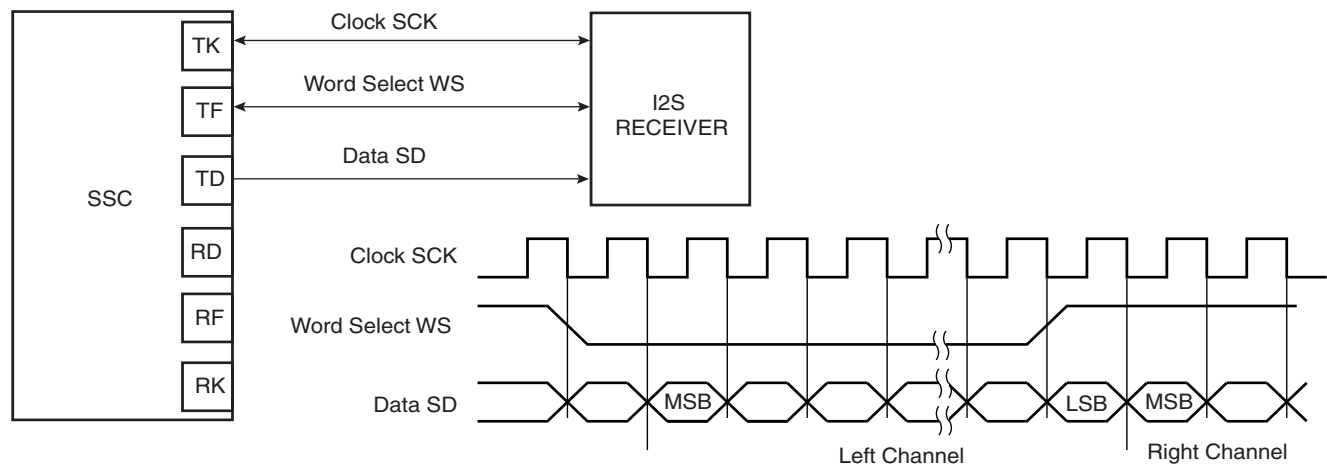 SSC
TK
TF
TD
RD
RF
RK
Clock SCK
Word Select WS
Data SD
I2S
RECEIVER
Clock SCK
Word Select WS
Data SD
MSB
LSB
MSB
Left Channel
Right Channel